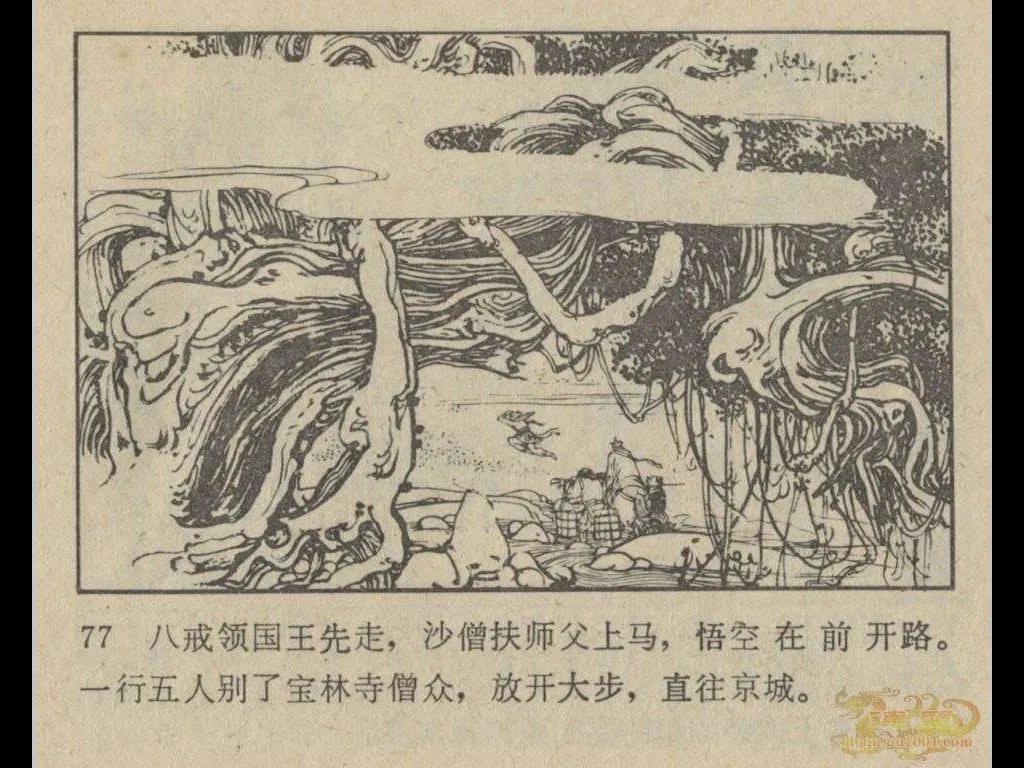 77 八戒领国王先走，沙僧扶师父上马，悟空在前开路。
一行五人别了宝林寺僧众，放开大步，直往京城。